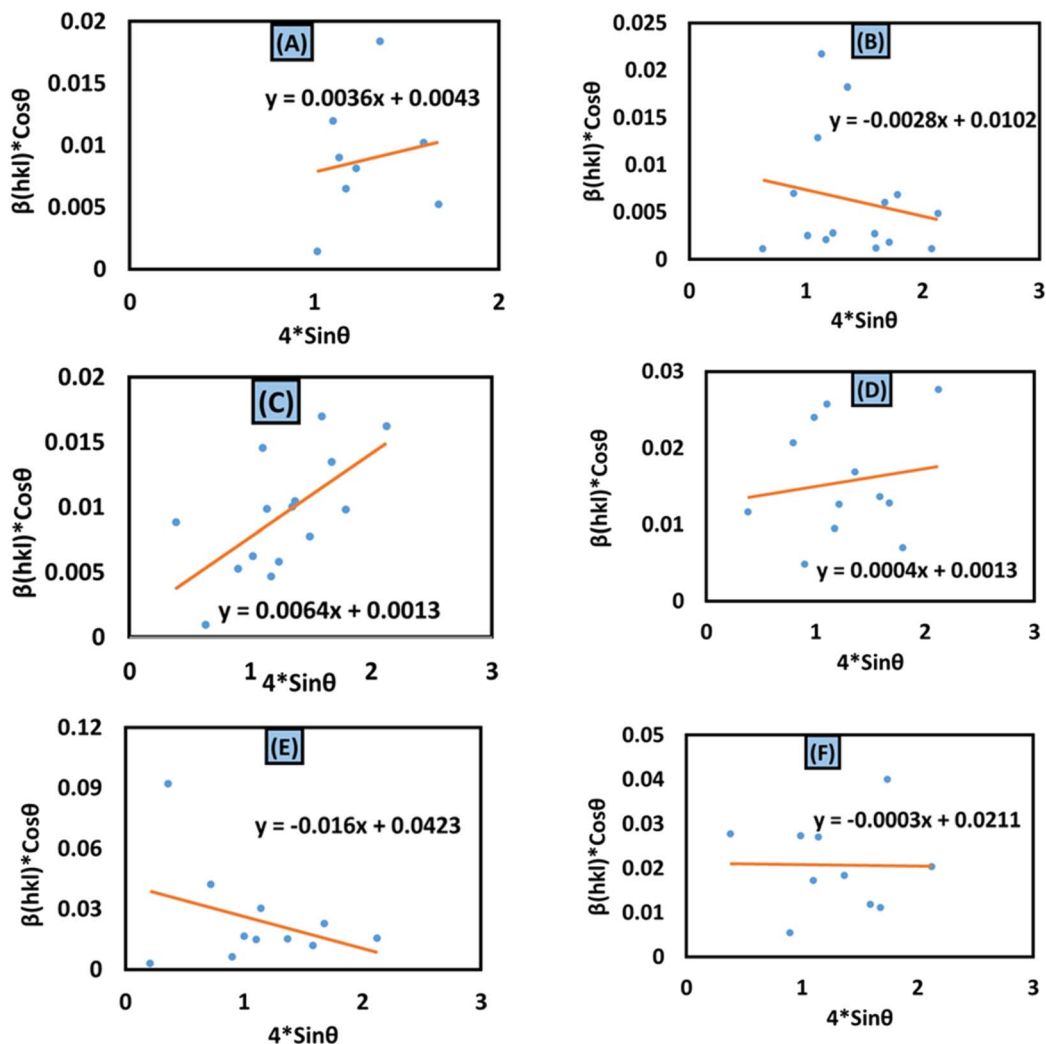 (A)
y = 0.0036x + 0.0043
β(hkl)*Cosθ
0.02
0.015
0.01
0.005
0
0 1 2
4*Sinθ
(B)
y = -0.0028x + 0.0102
β(hkl)*Cosθ
0.025
0.02
0.015
0.01
0.005
0
0 1 2 3
4*Sinθ
(C)
y = 0.0064x + 0.0013
β(hkl)*Cosθ
0.02
0.015
0.01
0.005
0
0 1 2 3
4*Sinθ
(D)
y = 0.0004x + 0.0013
β(hkl)*Cosθ
0.03
0.02
0.01
0
0 1 2 3
4*Sinθ
(E)
y = -0.016x + 0.0423
β(hkl)*Cosθ
0.12
0.09
0.06
0.03
0
0 1 2 3
4*Sinθ
(F)
y = -0.0003x + 0.0211
β(hkl)*Cosθ
0.05
0.04
0.03
0.02
0.01
0
0 1 2 3
4*Sinθ